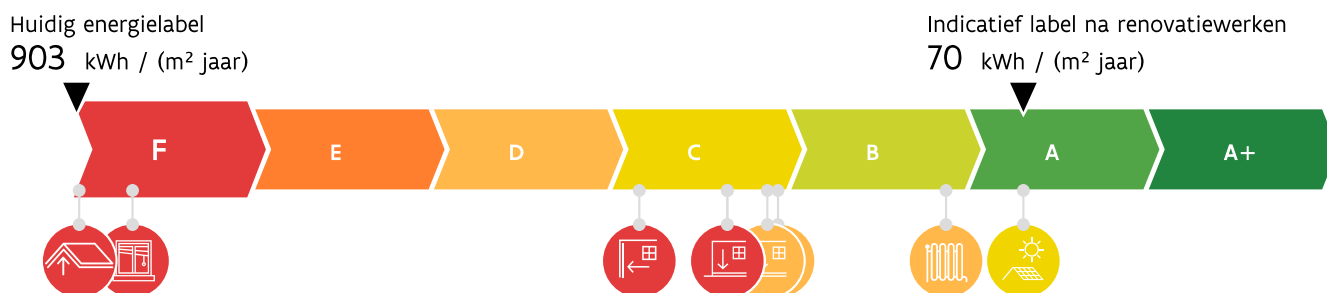 Huidig energielabel
903 kWh / (m² jaar)
Indicatief label na renovatiewerken
70 kWh / (m² jaar)
F E D C B A A+